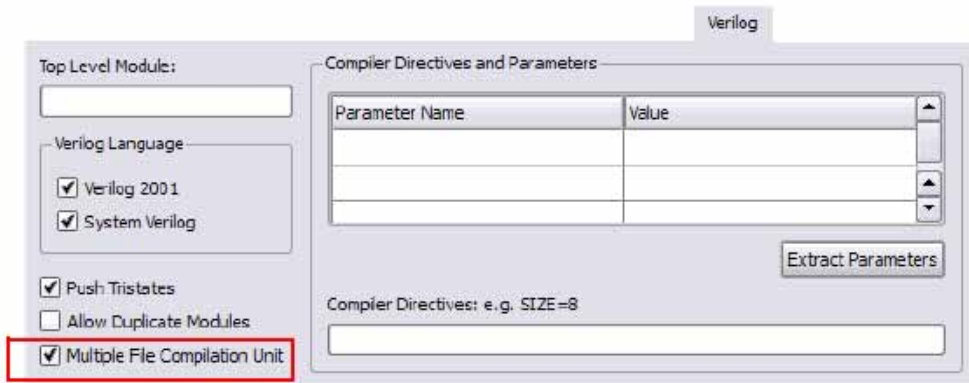 Verilog
Top Level Module:
Verilog Language
Verilog 2001
System Verilog
Push Tristates
Allow Duplicate Modules
Multiple File Compilation Unit
Compiler Directives and Parameters
Parameter Name Value
Extract Parameters
Compiler Directives: e.g. SIZE=8